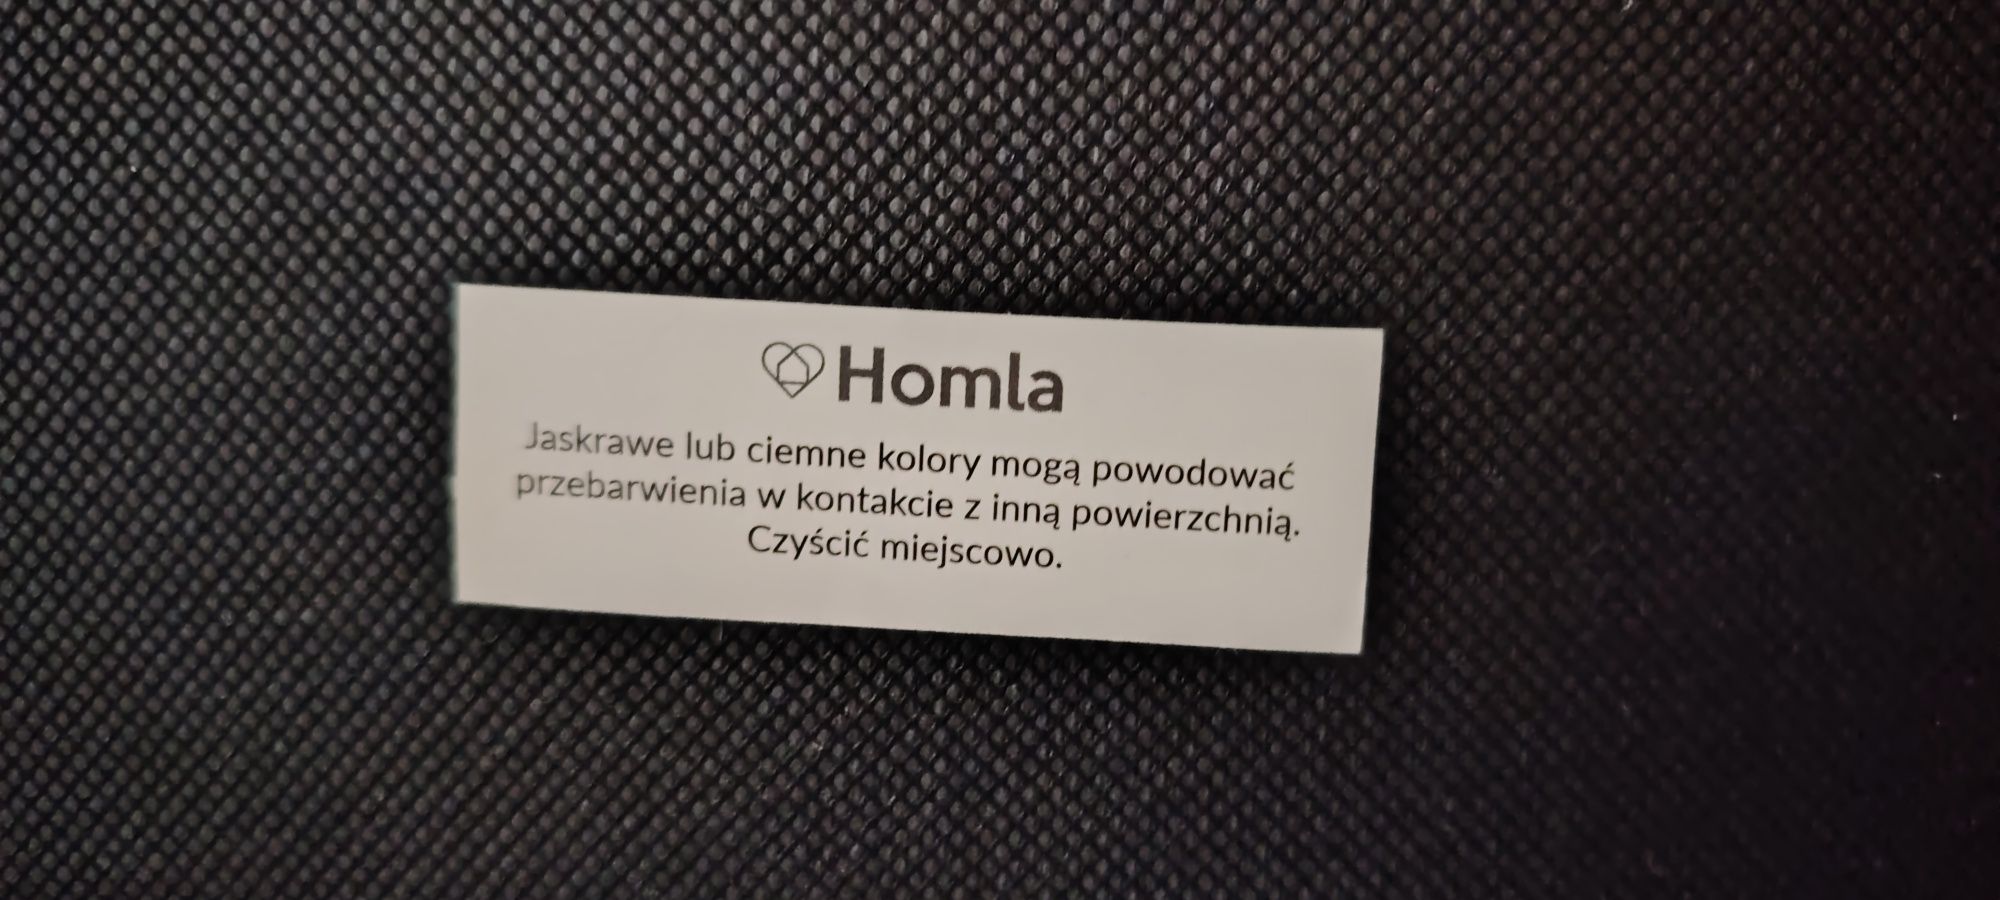 Homla
Jaskrawe lub ciemne kolory mogą powodować
przebarwienia w kontakcie z inną powierzchnią.
Czyścić miejscowo.